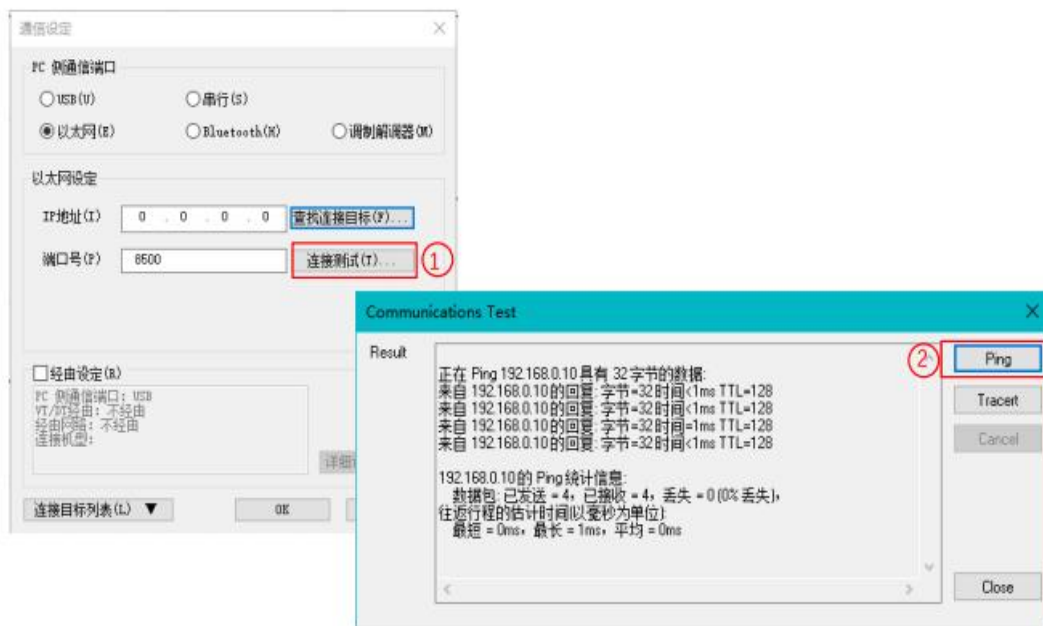 通信设定
PC 侧通信端口
USB(U)
串行(S)
以太网(E)
Bluetooth(H)
调制解调器(M)
以太网设定
IP地址(I)
0 . 0 . 0 . 0
查找连接目标(F)...
端口号(P)
8500
连接测试(T)...
①
经由设定(R)
PC 侧通信端口: USB
VT/DT经由: 不经由
经由网络: 不经由
连接机型:
详细
连接目标列表(L) ▼
OK
Communications Test
Result
正在 Ping 192.168.0.10 具有 32 字节的数据:
来自 192.168.0.10 的回复: 字节=32 时间<1ms TTL=128
来自 192.168.0.10 的回复: 字节=32 时间<1ms TTL=128
来自 192.168.0.10 的回复: 字节=32 时间=1ms TTL=128
来自 192.168.0.10 的回复: 字节=32 时间<1ms TTL=128
192.168.0.10 的 Ping 统计信息:
数据包: 已发送 = 4，已接收 = 4，丢失 = 0 (0% 丢失)，
往返行程的估计时间(以毫秒为单位):
最短 = 0ms，最长 = 1ms，平均 = 0ms
②
Ping
Tracert
Cancel
Close